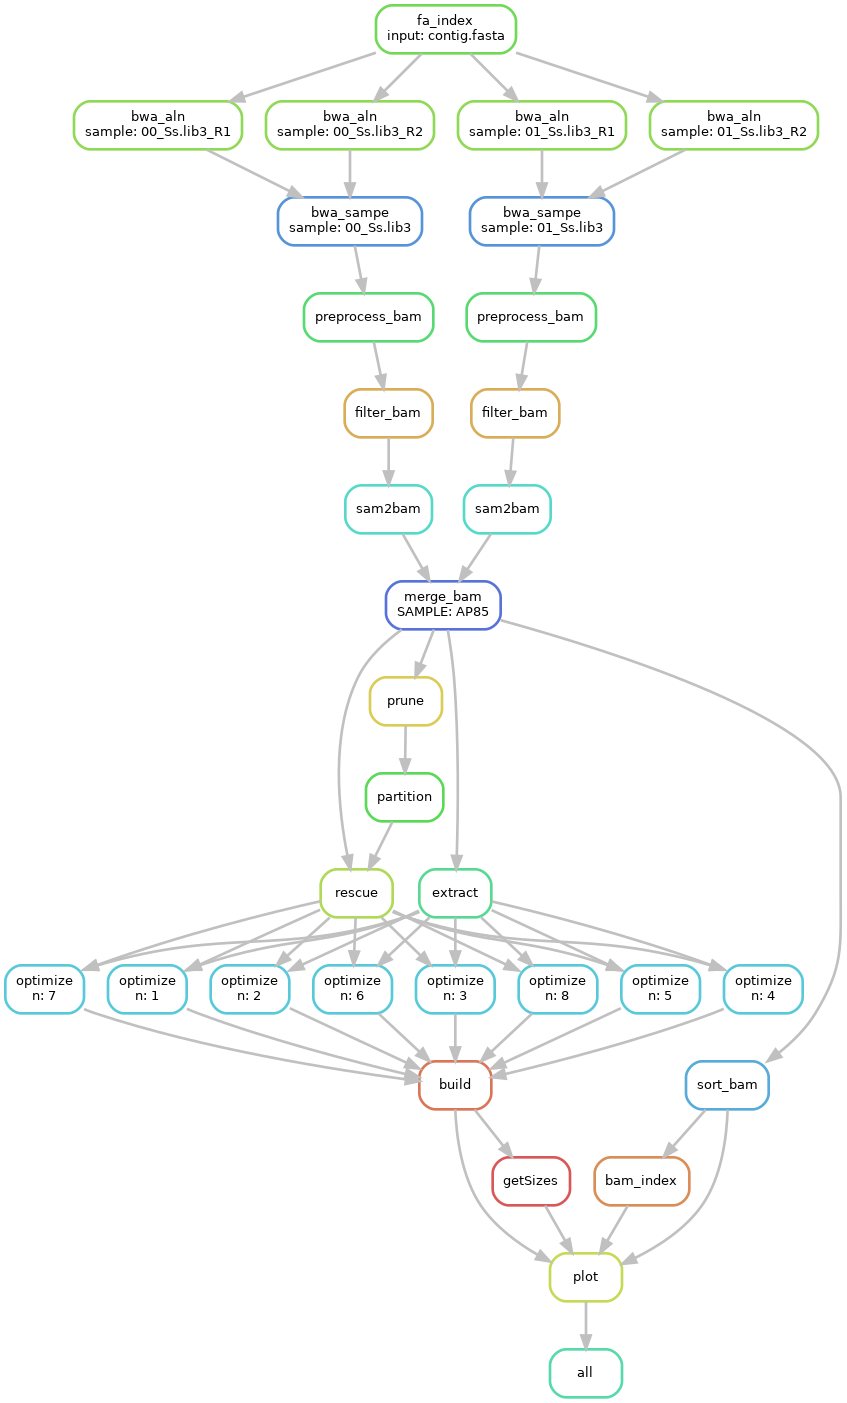 fa_index
input: contig.fasta
bwa_aln
sample: 00_Ss.lib3_R1
bwa_aln
sample: 00_Ss.lib3_R2
bwa_aln
sample: 01_Ss.lib3_R1
bwa_aln
sample: 01_Ss.lib3_R2
bwa_sampe
sample: 00_Ss.lib3
bwa_sampe
sample: 01_Ss.lib3
preprocess_bam
preprocess_bam
filter_bam
filter_bam
sam2bam
sam2bam
merge_bam
SAMPLE: AP85
prune
partition
rescue
extract
optimize
n: 7
optimize
n: 1
optimize
n: 2
optimize
n: 6
optimize
n: 3
optimize
n: 8
optimize
n: 5
optimize
n: 4
build
sort_bam
getSizes
bam_index
plot
all